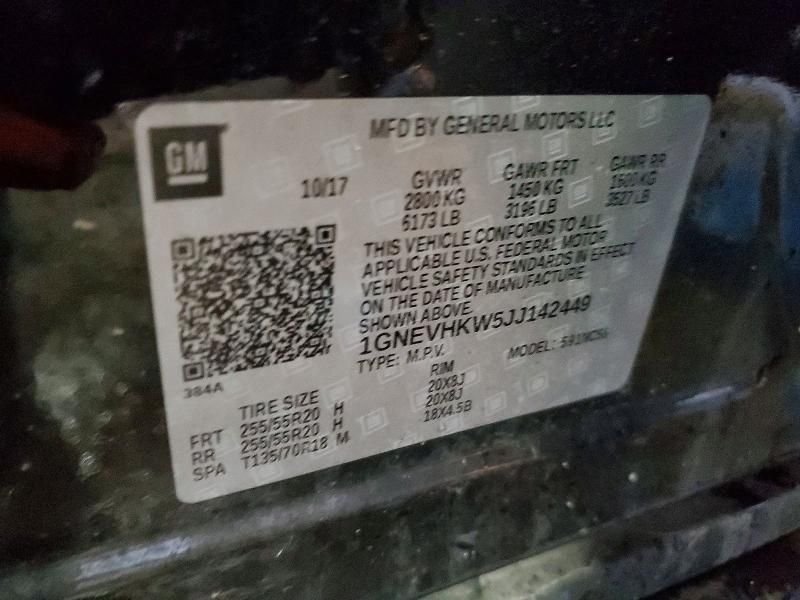 GM
MFD BY GENERAL MOTORS LLC
10/17
GVWR GAWR FRT GAWR RR
2800 KG 1450 KG 1600 KG
6173 LB 3196 LB 3527 LB
THIS VEHICLE CONFORMS TO ALL
APPLICABLE U.S. FEDERAL MOTOR
VEHICLE SAFETY STANDARDS IN EFFECT
ON THE DATE OF MANUFACTURE
SHOWN ABOVE.
1GNEVHKW5JJ142449
TYPE: M.P.V. MODEL:
384A
TIRE SIZE RIM
FRT 255/55R20 H 20X8J
RR 255/55R20 H 20X8J
SPA T135/70R18 M 18X4.5B